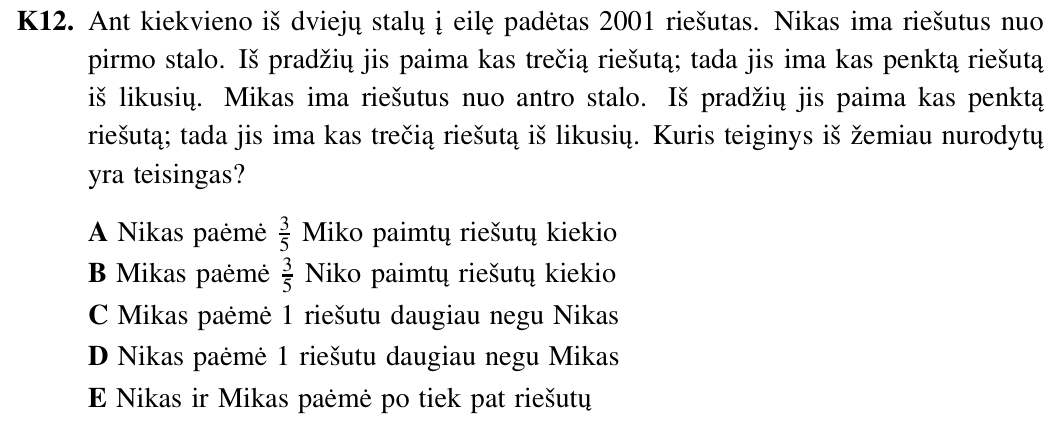 K12. Ant kiekvieno iš dviejų stalų į eilę padėtas 2001 riešutas. Nikas ima riešutus nuo
pirmo stalo. Iš pradžių jis paima kas trečią riešutą; tada jis ima kas penktą riešutą
iš likusių. Mikas ima riešutus nuo antro stalo. Iš pradžių jis paima kas penktą
riešutą; tada jis ima kas trečią riešutą iš likusių. Kuris teiginys iš žemiau nurodytų
yra teisingas?
A Nikas paėmė 3/5 Miko paimtų riešutų kiekio
B Mikas paėmė 3/5 Niko paimtų riešutų kiekio
C Mikas paėmė 1 riešutu daugiau negu Nikas
D Nikas paėmė 1 riešutu daugiau negu Mikas
E Nikas ir Mikas paėmė po tiek pat riešutų